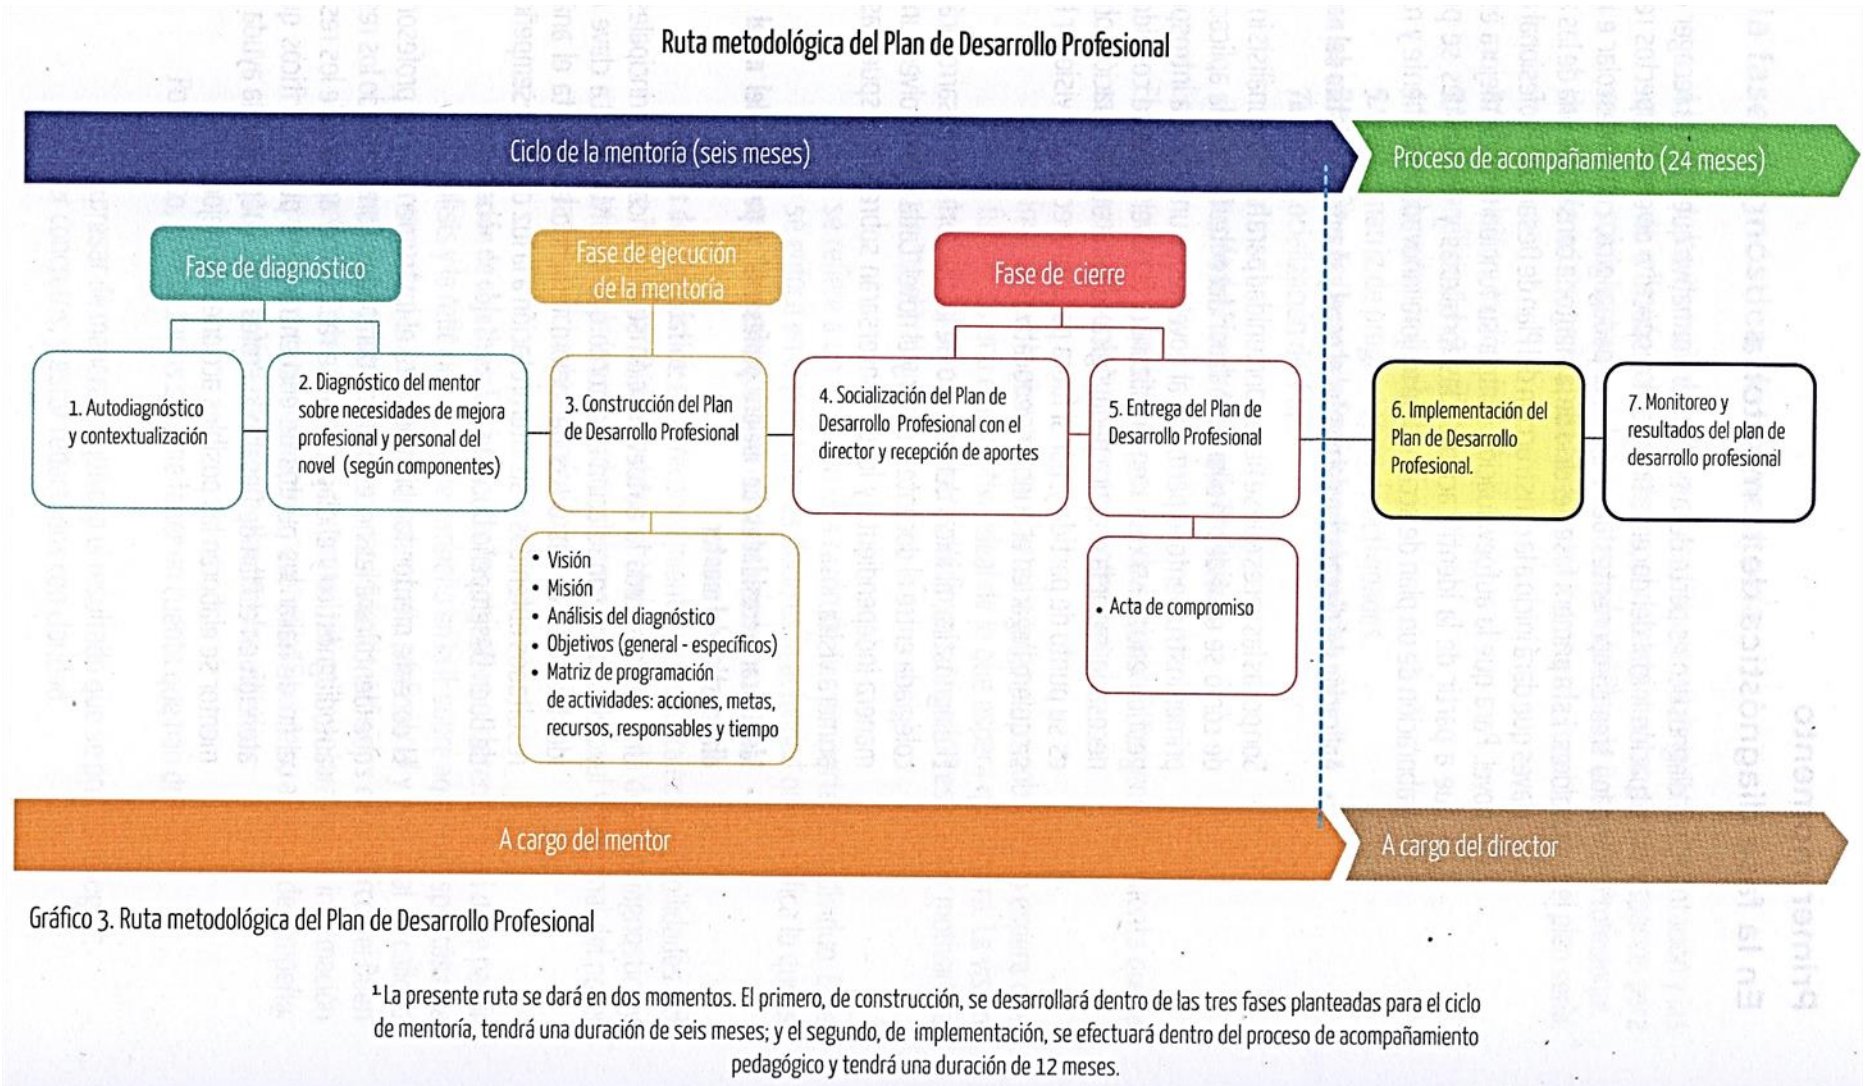 Ruta metodológica del Plan de Desarrollo Profesional
Ciclo de la mentoría (seis meses)
Proceso de acompañamiento (24 meses)
Fase de diagnóstico
Fase de ejecución
de la mentoría
Fase de cierre
1. Autodiagnóstico
y contextualización
2. Diagnóstico del mentor
sobre necesidades de mejora
profesional y personal del
novel (según componentes)
3. Construcción del Plan
de Desarrollo Profesional
4. Socialización del Plan de
Desarrollo Profesional con el
director y recepción de aportes
5. Entrega del Plan de
Desarrollo Profesional
6. Implementación del
Plan de Desarrollo
Profesional.
7. Monitoreo y
resultados del plan de
desarrollo profesional
• Visión
• Misión
• Análisis del diagnóstico
• Objetivos (general - específicos)
• Matriz de programación
de actividades: acciones, metas,
recursos, responsables y tiempo
• Acta de compromiso
A cargo del mentor
A cargo del director
Gráfico 3. Ruta metodológica del Plan de Desarrollo Profesional
1 La presente ruta se dará en dos momentos. El primero, de construcción, se desarrollará dentro de las tres fases planteadas para el ciclo
de mentoría, tendrá una duración de seis meses; y el segundo, de implementación, se efectuará dentro del proceso de acompañamiento
pedagógico y tendrá una duración de 12 meses.